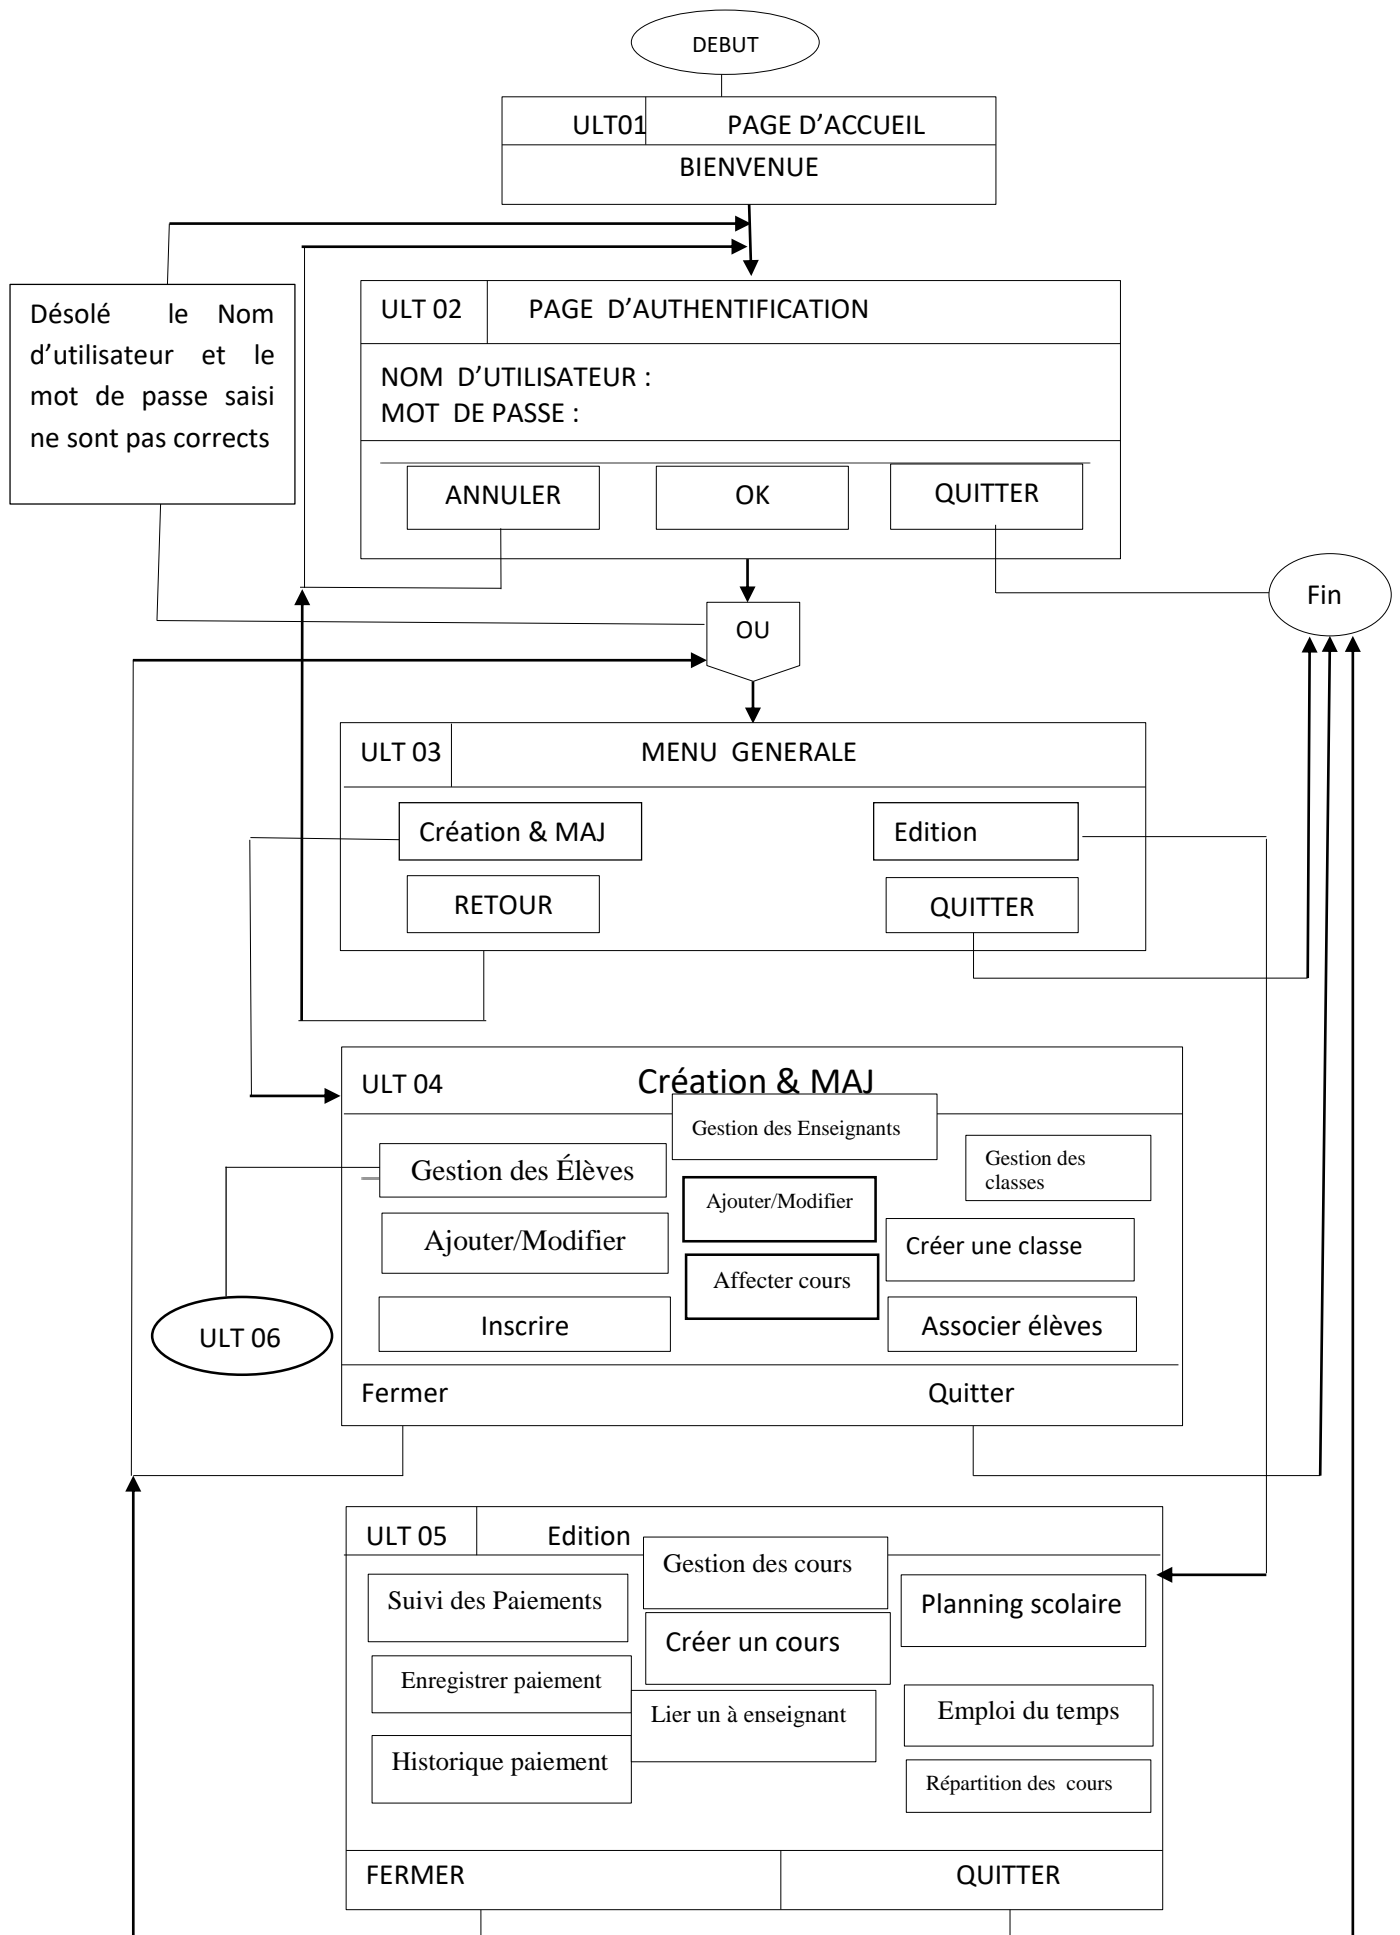 DEBUT
ULT01 PAGE D’ACCUEIL
BIENVENUE
Désolé le Nom
d’utilisateur et le
mot de passe saisi
ne sont pas corrects
ULT 02 PAGE D’AUTHENTIFICATION
NOM D’UTILISATEUR :
MOT DE PASSE :
ANNULER OK QUITTER
Fin
OU
ULT 03 MENU GENERALE
Création & MAJ Edition
RETOUR QUITTER
ULT 04 Création & MAJ
Gestion des Enseignants
Gestion des Élèves
Gestion des
classes
Ajouter/Modifier
Ajouter/Modifier
Créer une classe
Affecter cours
Inscrire
Associer élèves
ULT 06
Fermer Quitter
ULT 05 Edition
Gestion des cours
Suivi des Paiements
Planning scolaire
Créer un cours
Enregistrer paiement
Lier un à enseignant
Emploi du temps
Historique paiement
Répartition des cours
FERMER QUITTER